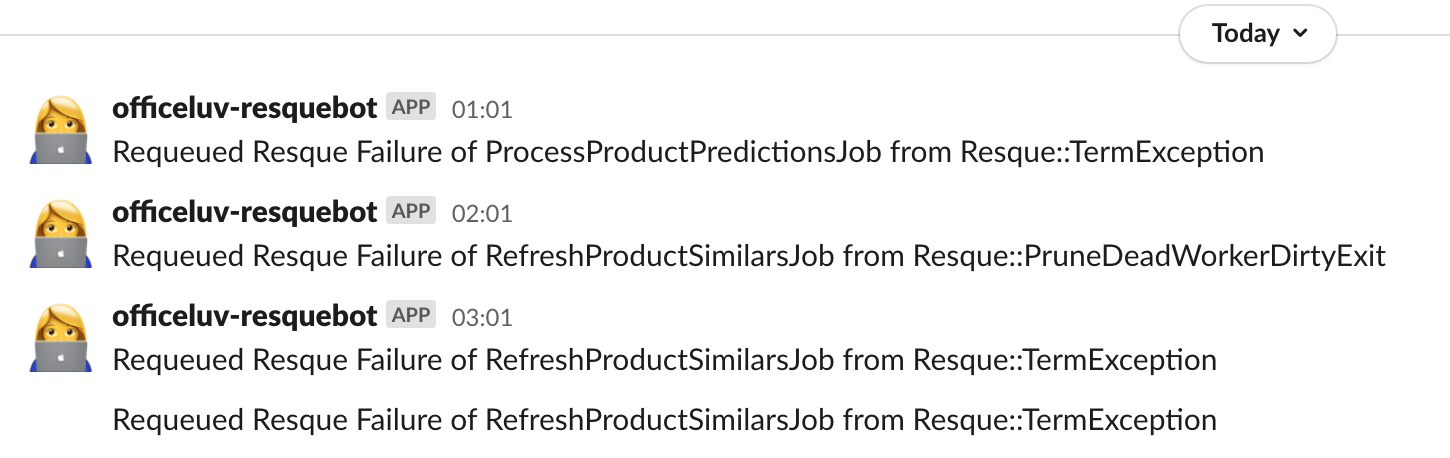 Today
officeluv-resquebot APP 01:01
Requeued Resque Failure of ProcessProductPredictionsJob from Resque::TermException
officeluv-resquebot APP 02:01
Requeued Resque Failure of RefreshProductSimilarsJob from Resque::PruneDeadWorkerDirtyExit
officeluv-resquebot APP 03:01
Requeued Resque Failure of RefreshProductSimilarsJob from Resque::TermException
Requeued Resque Failure of RefreshProductSimilarsJob from Resque::TermException